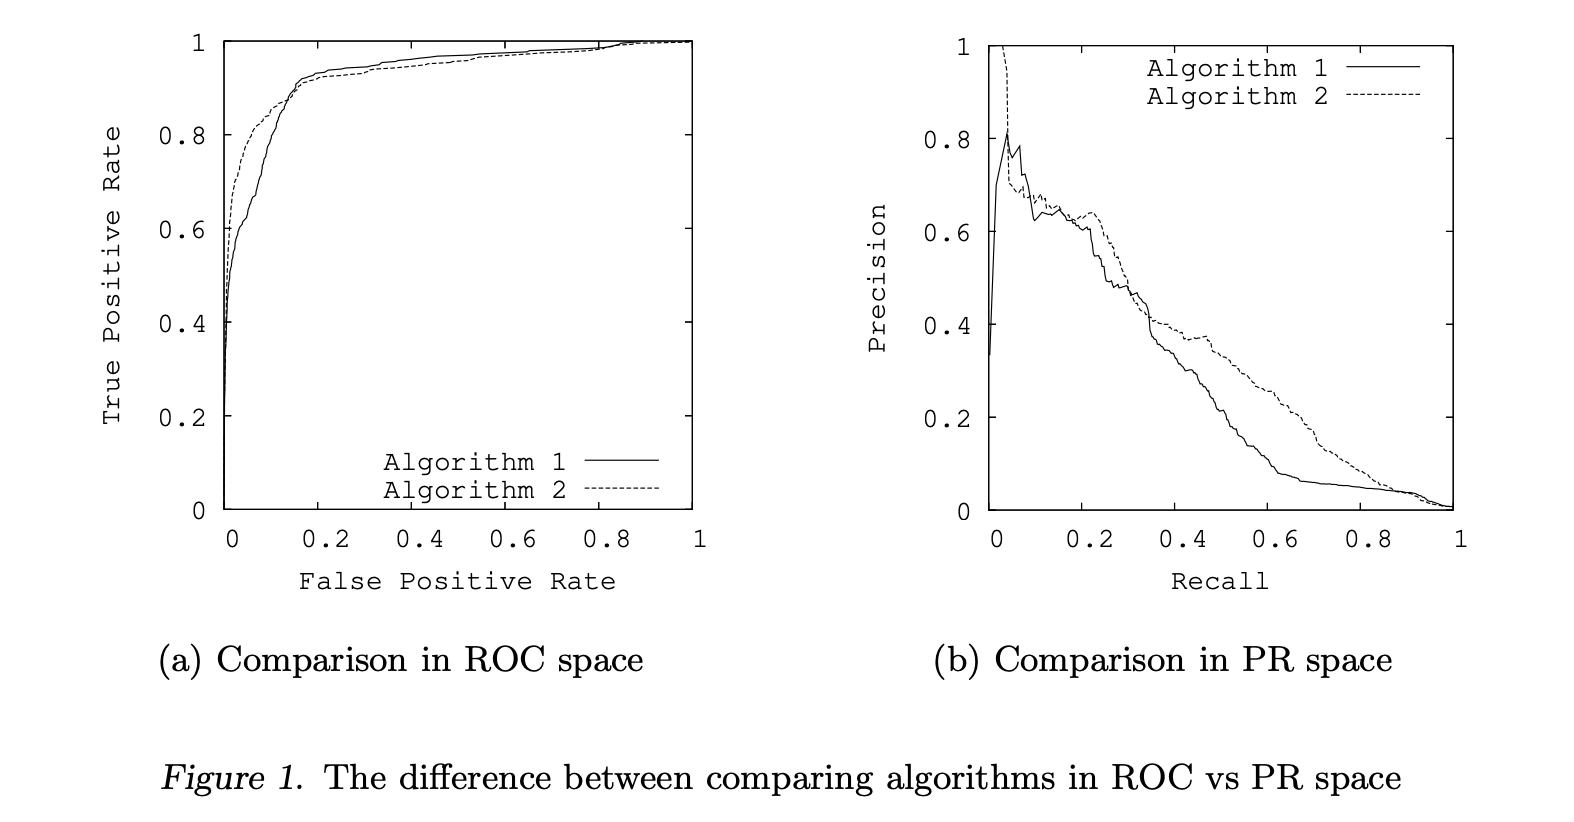 1
0.8
0.6
0.4
0.2
0
True Positive Rate
Algorithm 1
Algorithm 2
0 0.2 0.4 0.6 0.8 1
False Positive Rate
(a) Comparison in ROC space
1
0.8
0.6
0.4
0.2
0
Precision
Algorithm 1
Algorithm 2
0 0.2 0.4 0.6 0.8 1
Recall
(b) Comparison in PR space
Figure 1. The difference between comparing algorithms in ROC vs PR space